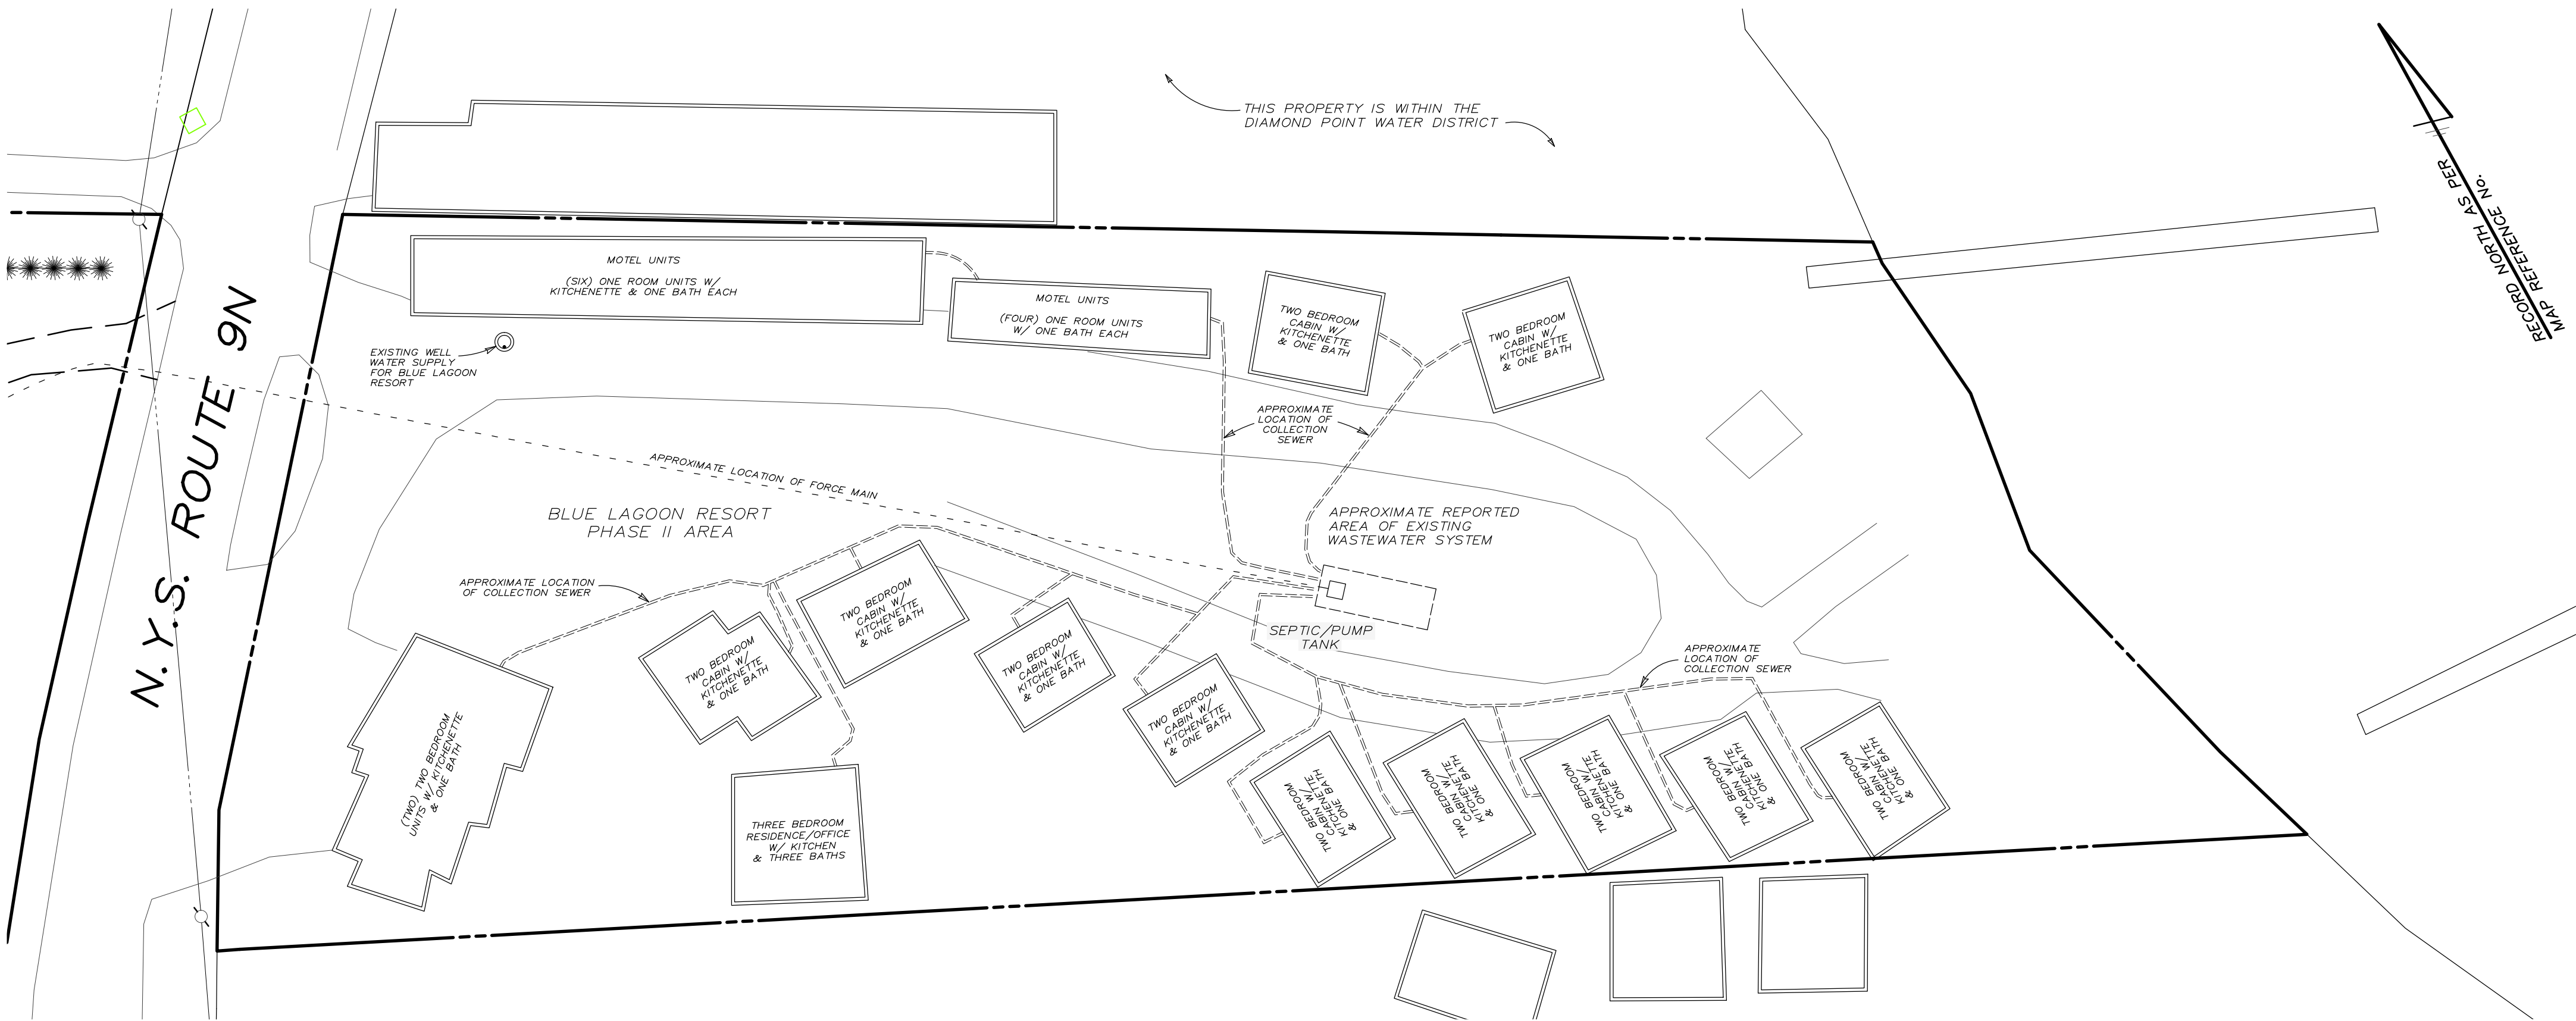 THIS PROPERTY IS WITHIN THE
DIAMOND POINT WATER DISTRICT
RECORD NORTH AS PER
MAP REFERENCE No.
N.Y.S. ROUTE 9N
MOTEL UNITS
(SIX) ONE ROOM UNITS W/
KITCHENETTE & ONE BATH EACH
MOTEL UNITS
(FOUR) ONE ROOM UNITS
W/ ONE BATH EACH
TWO BEDROOM
CABIN W/
KITCHENETTE
& ONE BATH
TWO BEDROOM
CABIN W/
KITCHENETTE
& ONE BATH
EXISTING WELL
WATER SUPPLY
FOR BLUE LAGOON
RESORT
APPROXIMATE
LOCATION OF
COLLECTION
SEWER
APPROXIMATE LOCATION OF FORCE MAIN
BLUE LAGOON RESORT
PHASE II AREA
APPROXIMATE REPORTED
AREA OF EXISTING
WASTEWATER SYSTEM
APPROXIMATE LOCATION
OF COLLECTION SEWER
SEPTIC/PUMP
TANK
APPROXIMATE
LOCATION OF
COLLECTION SEWER
(TWO) TWO BEDROOM
UNITS W/ KITCHENETTE
& ONE BATH
TWO BEDROOM
CABIN W/
KITCHENETTE
& ONE BATH
TWO BEDROOM
CABIN W/
KITCHENETTE
& ONE BATH
TWO BEDROOM
CABIN W/
KITCHENETTE
& ONE BATH
TWO BEDROOM
CABIN W/
KITCHENETTE
& ONE BATH
THREE BEDROOM
RESIDENCE/OFFICE
W/ KITCHEN
& THREE BATHS
TWO BEDROOM
CABIN W/
KITCHENETTE
& ONE BATH
TWO BEDROOM
CABIN W/
KITCHENETTE
& ONE BATH
TWO BEDROOM
CABIN W/
KITCHENETTE
& ONE BATH
TWO BEDROOM
CABIN W/
KITCHENETTE
& ONE BATH
TWO BEDROOM
CABIN W/
KITCHENETTE
& ONE BATH